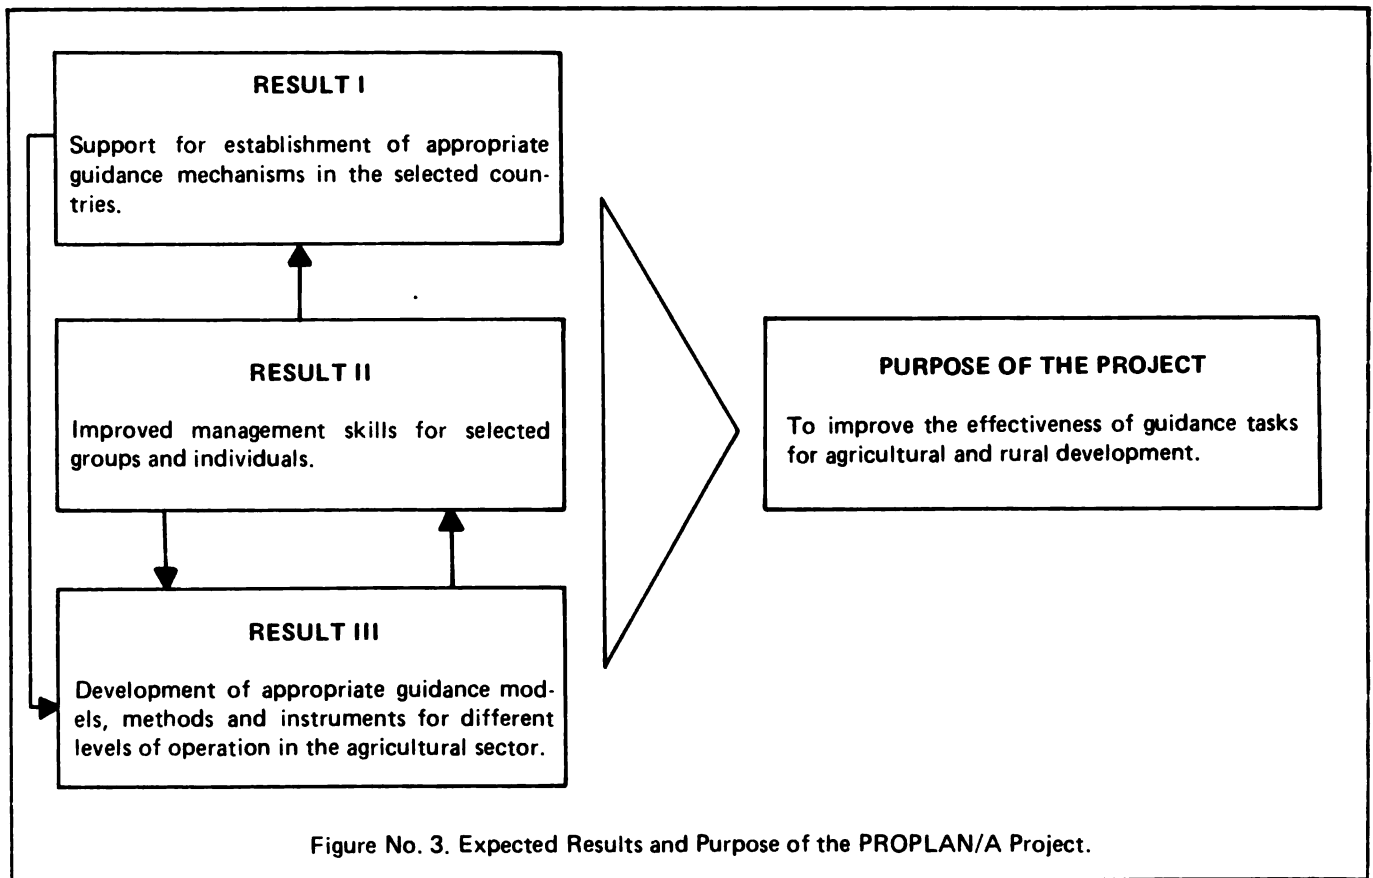 RESULT I
Support for establishment of appropriate
guidance mechanisms in the selected coun-
tries.
RESULT II
Improved management skills for selected
groups and individuals.
RESULT III
Development of appropriate guidance mod-
els, methods and instruments for different
levels of operation in the agricultural sector.
PURPOSE OF THE PROJECT
To improve the effectiveness of guidance tasks
for agricultural and rural development.
Figure No. 3. Expected Results and Purpose of the PROPLAN/A Project.